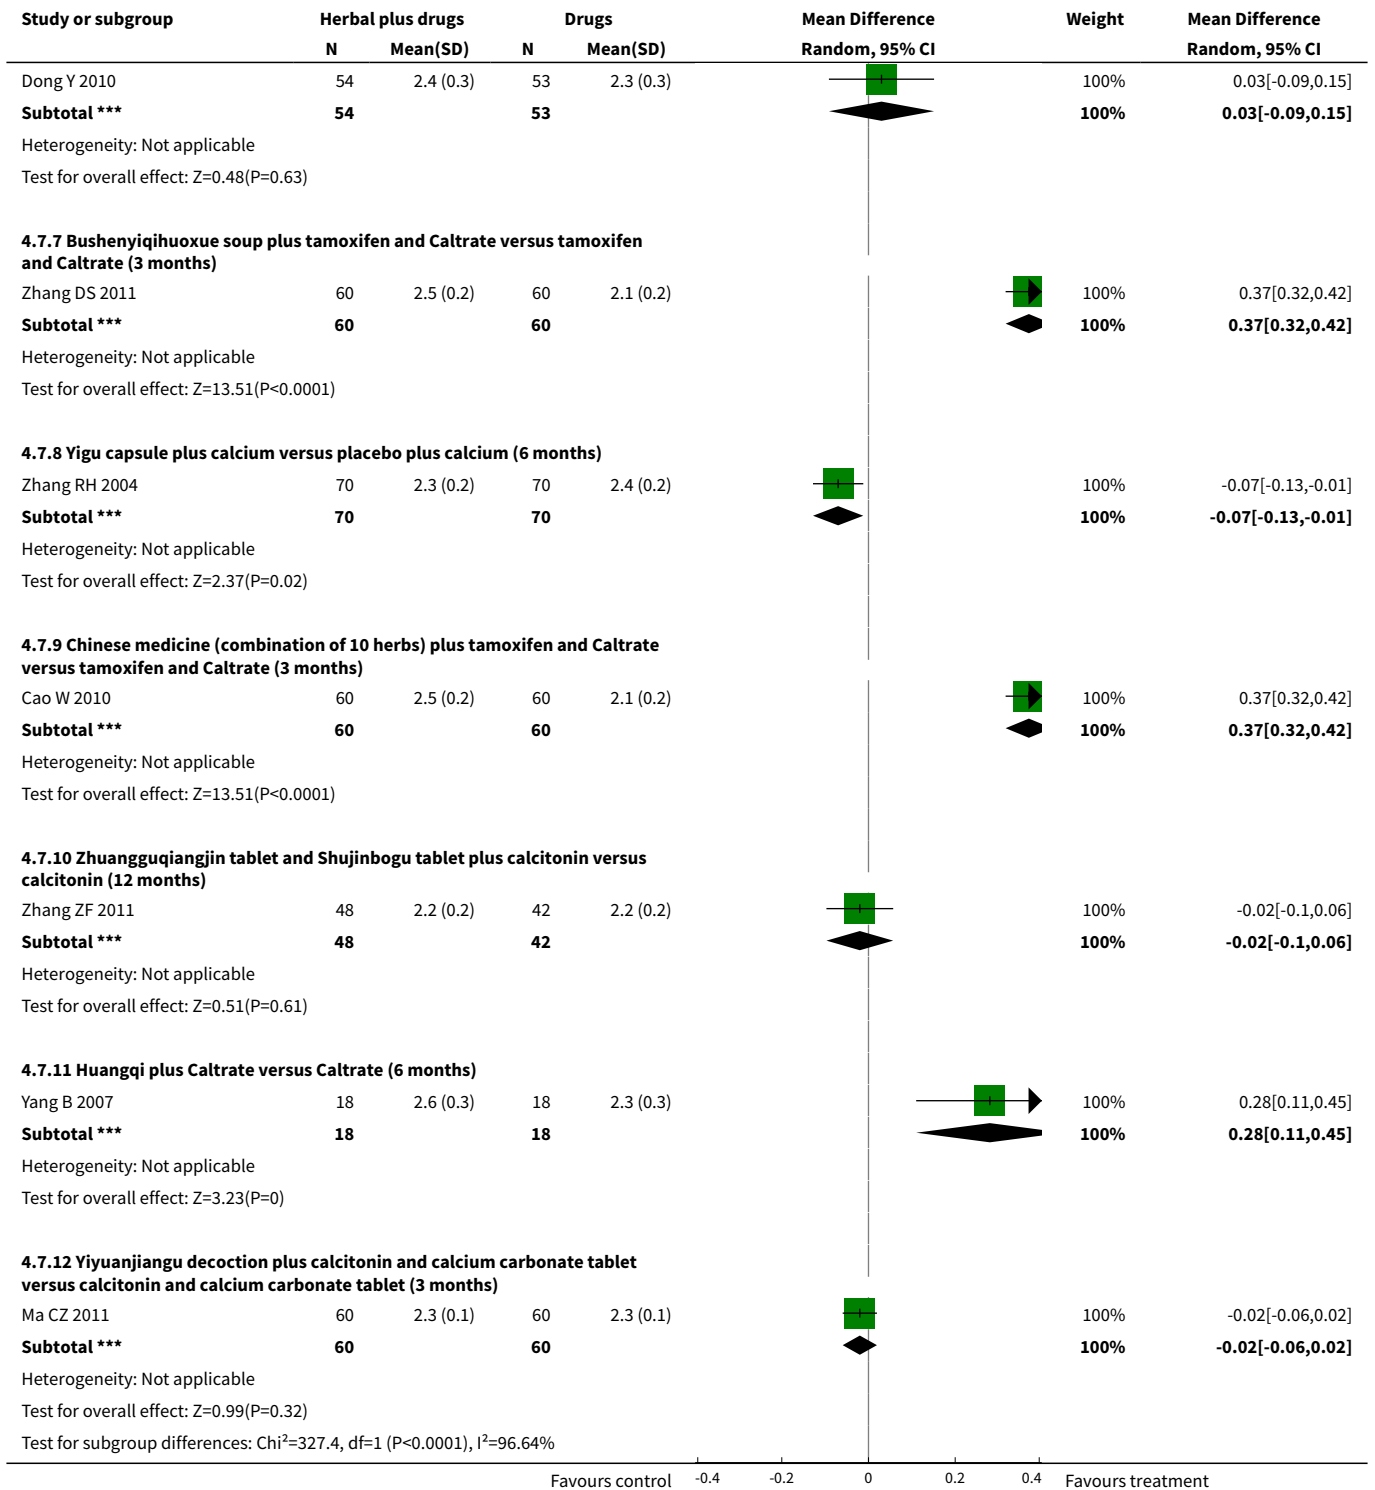 Study or subgroup Herbal plus drugs Drugs Mean Difference Weight Mean Difference
N Mean(SD) N Mean(SD) Random, 95% CI Random, 95% CI
Dong Y 2010 54 2.4 (0.3) 53 2.3 (0.3) 100% 0.03[-0.09,0.15]
Subtotal *** 54 53 100% 0.03[-0.09,0.15]
Heterogeneity: Not applicable
Test for overall effect: Z=0.48(P=0.63)
4.7.7 Bushenyiqihuoxue soup plus tamoxifen and Caltrate versus tamoxifen
and Caltrate (3 months)
Zhang DS 2011 60 2.5 (0.2) 60 2.1 (0.2) 100% 0.37[0.32,0.42]
Subtotal *** 60 60 100% 0.37[0.32,0.42]
Heterogeneity: Not applicable
Test for overall effect: Z=13.51(P<0.0001)
4.7.8 Yigu capsule plus calcium versus placebo plus calcium (6 months)
Zhang RH 2004 70 2.3 (0.2) 70 2.4 (0.2) 100% -0.07[-0.13,-0.01]
Subtotal *** 70 70 100% -0.07[-0.13,-0.01]
Heterogeneity: Not applicable
Test for overall effect: Z=2.37(P=0.02)
4.7.9 Chinese medicine (combination of 10 herbs) plus tamoxifen and Caltrate
versus tamoxifen and Caltrate (3 months)
Cao W 2010 60 2.5 (0.2) 60 2.1 (0.2) 100% 0.37[0.32,0.42]
Subtotal *** 60 60 100% 0.37[0.32,0.42]
Heterogeneity: Not applicable
Test for overall effect: Z=13.51(P<0.0001)
4.7.10 Zhuangguqiangjin tablet and Shujinbogu tablet plus calcitonin versus
calcitonin (12 months)
Zhang ZF 2011 48 2.2 (0.2) 42 2.2 (0.2) 100% -0.02[-0.1,0.06]
Subtotal *** 48 42 100% -0.02[-0.1,0.06]
Heterogeneity: Not applicable
Test for overall effect: Z=0.51(P=0.61)
4.7.11 Huangqi plus Caltrate versus Caltrate (6 months)
Yang B 2007 18 2.6 (0.3) 18 2.3 (0.3) 100% 0.28[0.11,0.45]
Subtotal *** 18 18 100% 0.28[0.11,0.45]
Heterogeneity: Not applicable
Test for overall effect: Z=3.23(P=0)
4.7.12 Yiyuanjiangu decoction plus calcitonin and calcium carbonate tablet
versus calcitonin and calcium carbonate tablet (3 months)
Ma CZ 2011 60 2.3 (0.1) 60 2.3 (0.1) 100% -0.02[-0.06,0.02]
Subtotal *** 60 60 100% -0.02[-0.06,0.02]
Heterogeneity: Not applicable
Test for overall effect: Z=0.99(P=0.32)
Test for subgroup differences: Chi²=327.4, df=1 (P<0.0001), I²=96.64%
Favours control -0.4 -0.2 0 0.2 0.4 Favours treatment